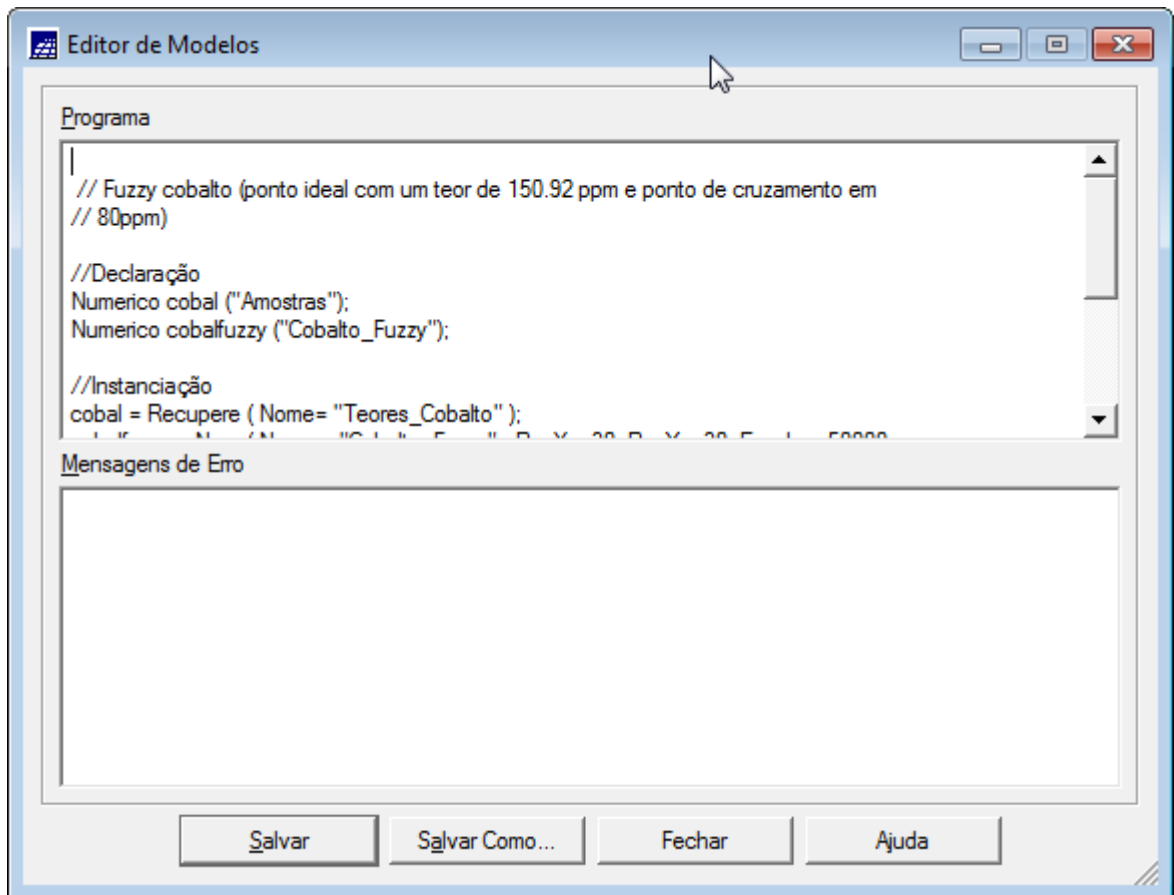 Editor de Modelos
Programa
// Fuzzy cobalto (ponto ideal com um teor de 150.92 ppm e ponto de cruzamento em
// 80ppm)
//Declaração
Numerico cobal ("Amostras");
Numerico cobalfuzzy ("Cobalto_Fuzzy");
//Instanciação
cobal = Recupere ( Nome= "Teores_Cobalto" );
Mensagens de Erro
Salvar
Salvar Como...
Fechar
Ajuda